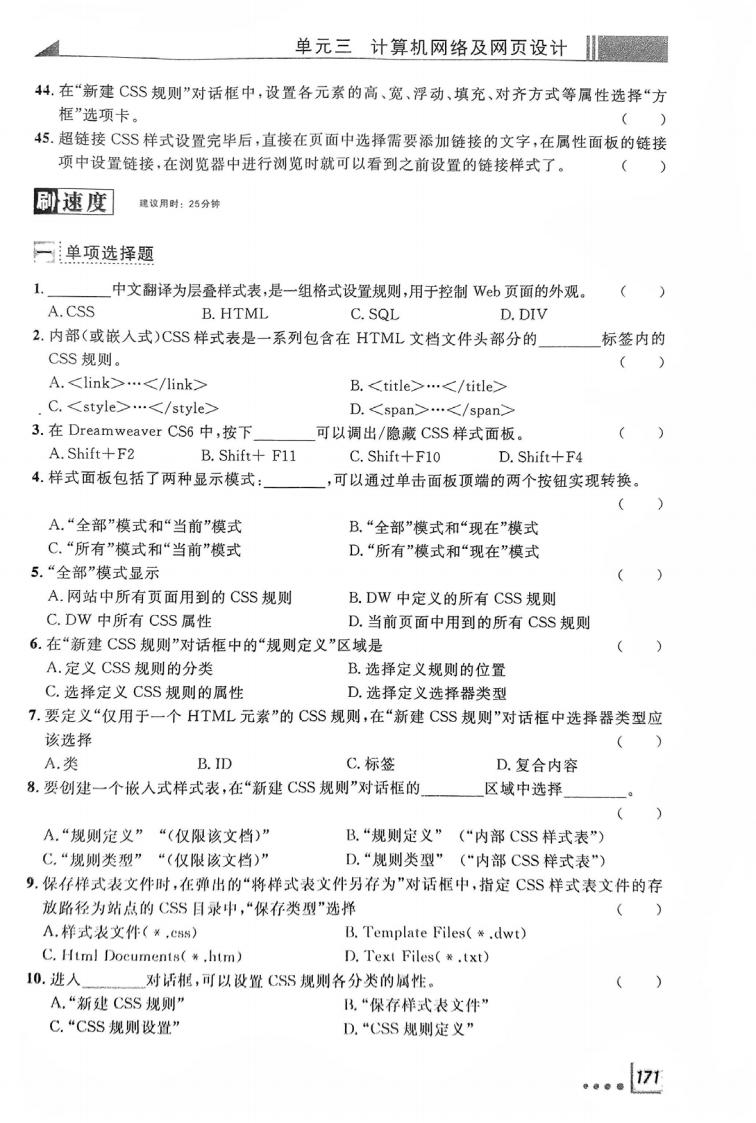 单元三 计算机网络及网页设计
44. 在“新建 CSS 规则”对话框中,设置各元素的高、宽、浮动、填充、对齐方式等属性选择“方
框”选项卡。 ( )
45. 超链接 CSS 样式设置完毕后,直接在页面中选择需要添加链接的文字,在属性面板的链接
项中设置链接,在浏览器中进行浏览时就可以看到之前设置的链接样式了。 ( )
刷速度 建议用时: 25分钟
一 单项选择题
1. ______中文翻译为层叠样式表,是一组格式设置规则,用于控制 Web 页面的外观。 ( )
A. CSS B. HTML C. SQL D. DIV
2. 内部(或嵌入式)CSS 样式表是一系列包含在 HTML 文档文件头部分的______标签内的
CSS 规则。 ( )
A. <link>…</link> B. <title>…</title>
C. <style>…</style> D. <span>…</span>
3. 在 Dreamweaver CS6 中,按下______可以调出/隐藏 CSS 样式面板。 ( )
A. Shift+F2 B. Shift+ F11 C. Shift+F10 D. Shift+F4
4. 样式面板包括了两种显示模式:______,可以通过单击面板顶端的两个按钮实现转换。
( )
A. “全部”模式和“当前”模式 B. “全部”模式和“现在”模式
C. “所有”模式和“当前”模式 D. “所有”模式和“现在”模式
5. “全部”模式显示 ( )
A. 网站中所有页面用到的 CSS 规则 B. DW 中定义的所有 CSS 规则
C. DW 中所有 CSS 属性 D. 当前页面中用到的所有 CSS 规则
6. 在“新建 CSS 规则”对话框中的“规则定义”区域是 ( )
A. 定义 CSS 规则的分类 B. 选择定义规则的位置
C. 选择定义 CSS 规则的属性 D. 选择定义选择器类型
7. 要定义“仅用于一个 HTML 元素”的 CSS 规则,在“新建 CSS 规则”对话框中选择器类型应
该选择 ( )
A. 类 B. ID C. 标签 D. 复合内容
8. 要创建一个嵌入式样式表,在“新建 CSS 规则”对话框的______区域中选择______。
( )
A. “规则定义” “(仅限该文档)” B. “规则定义” (“内部 CSS 样式表”)
C. “规则类型” “(仅限该文档)” D. “规则类型” (“内部 CSS 样式表”)
9. 保存样式表文件时,在弹出的“将样式表文件另存为”对话框中,指定 CSS 样式表文件的存
放路径为站点的 CSS 目录中,“保存类型”选择 ( )
A. 样式表文件(*.css) B. Template Files(*.dwt)
C. Html Documents(*.htm) D. Text Files(*.txt)
10. 进入______对话框,可以设置 CSS 规则各分类的属性。 ( )
A. “新建 CSS 规则” B. “保存样式表文件”
C. “CSS 规则设置” D. “CSS 规则定义”
171